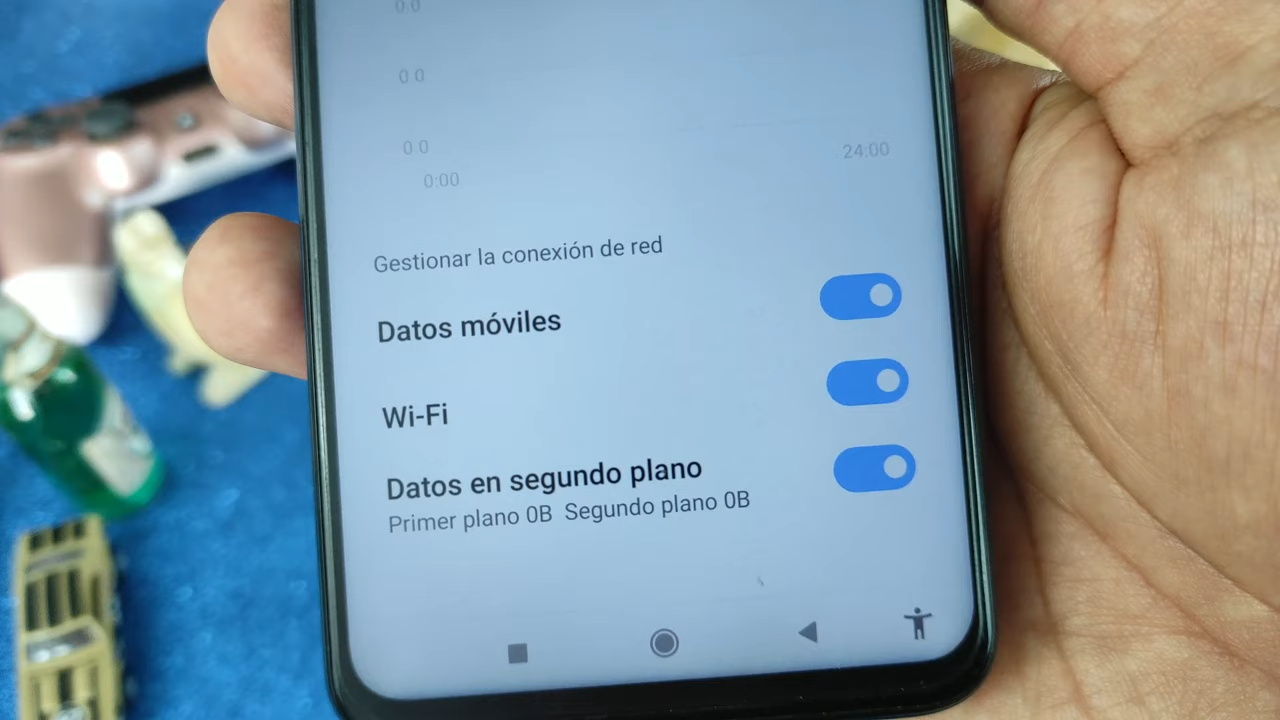 0 0
0 0
0 0
0:00 24:00
Gestionar la conexión de red
Datos móviles
Wi-Fi
Datos en segundo plano
Primer plano 0B Segundo plano 0B